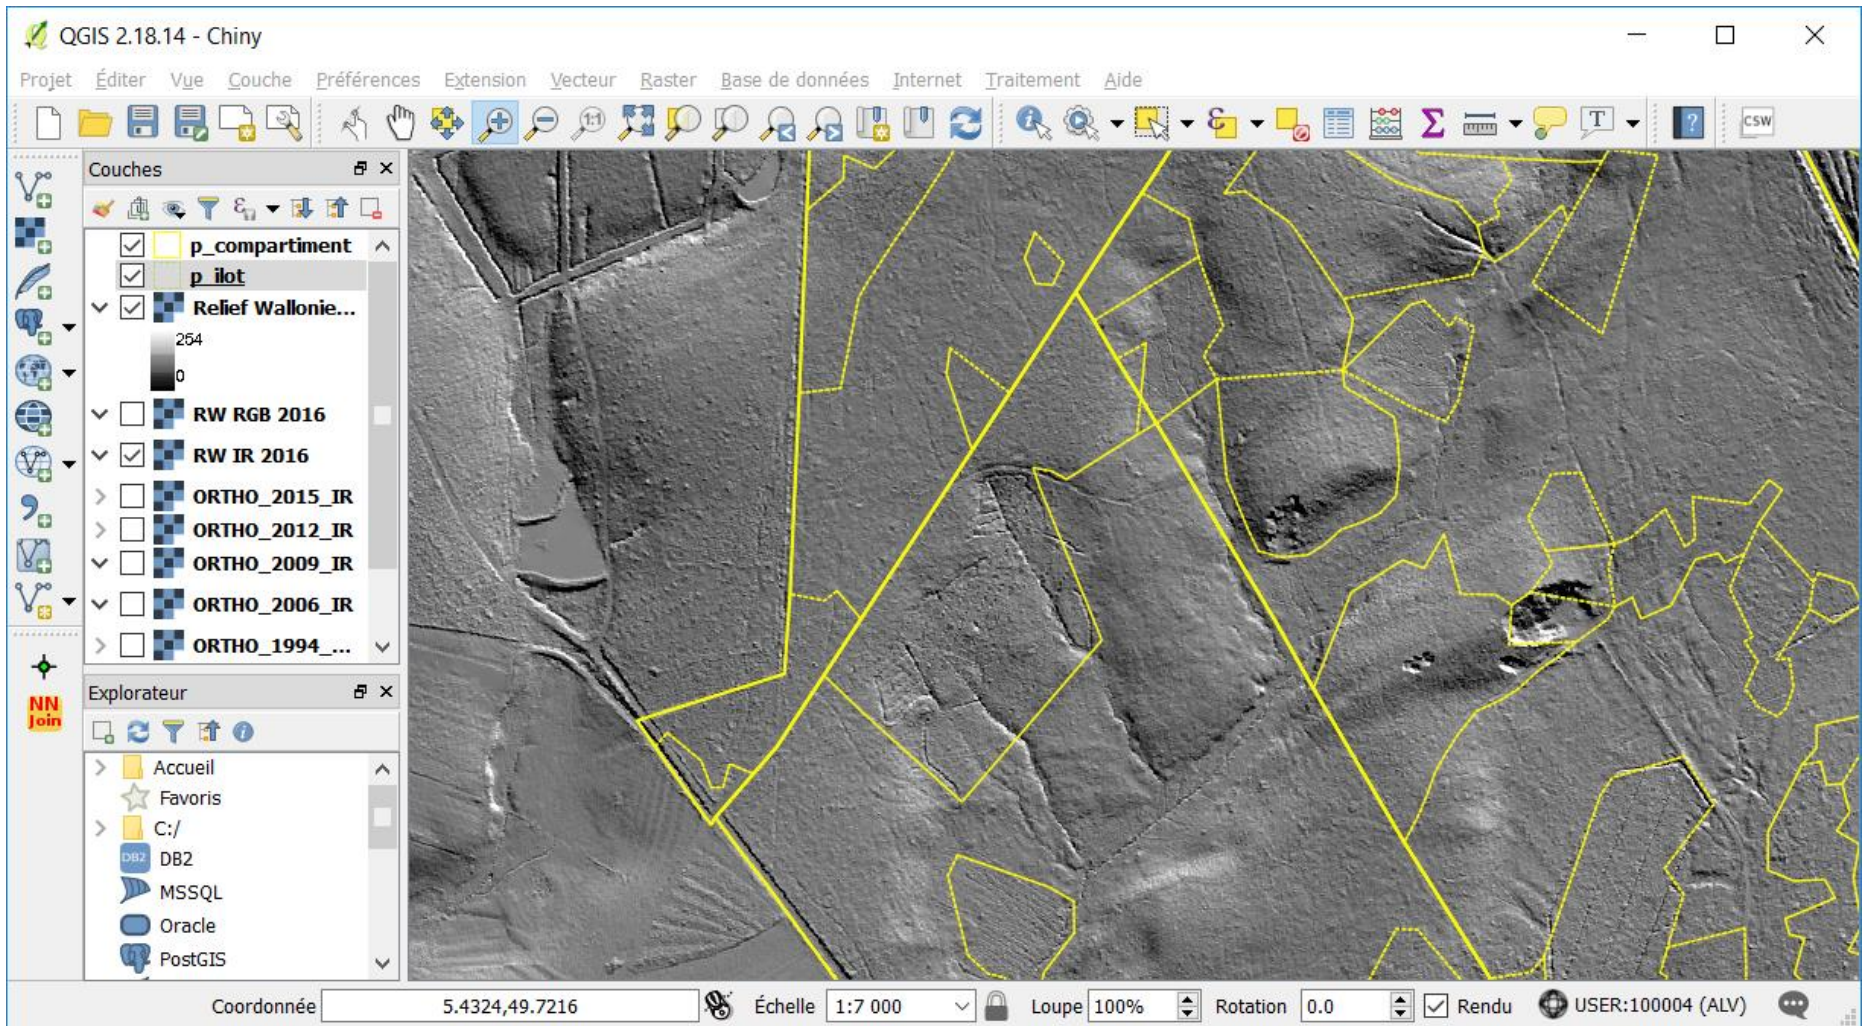 QGIS 2.18.14 - Chiny
Projet Éditer Vue Couche Préférences Extension Vecteur Raster Base de données Internet Traitement Aide
1:1 ε Σ T ? CSW
Couches
ε
p_compartiment
p_ilot
Relief Wallonie...
254
0
RW RGB 2016
RW IR 2016
ORTHO_2015_IR
ORTHO_2012_IR
ORTHO_2009_IR
ORTHO_2006_IR
ORTHO_1994_...
NN
Join
Explorateur
Accueil
Favoris
C:/
DB2 DB2
MSSQL
Oracle
PostGIS
Coordonnée 5.4324,49.7216 Échelle 1:7 000 Loupe 100% Rotation 0.0 Rendu USER:100004 (ALV)